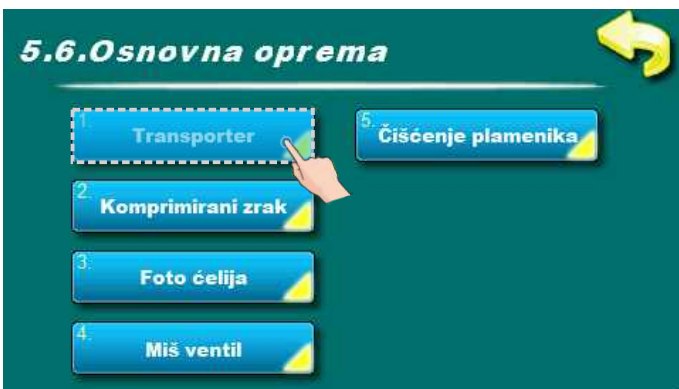 5.6.Osnovna oprema
1.
Transporter
2.
Komprimirani zrak
3.
Foto ćelija
4.
Miš ventil
5.
Čišćenje plamenika